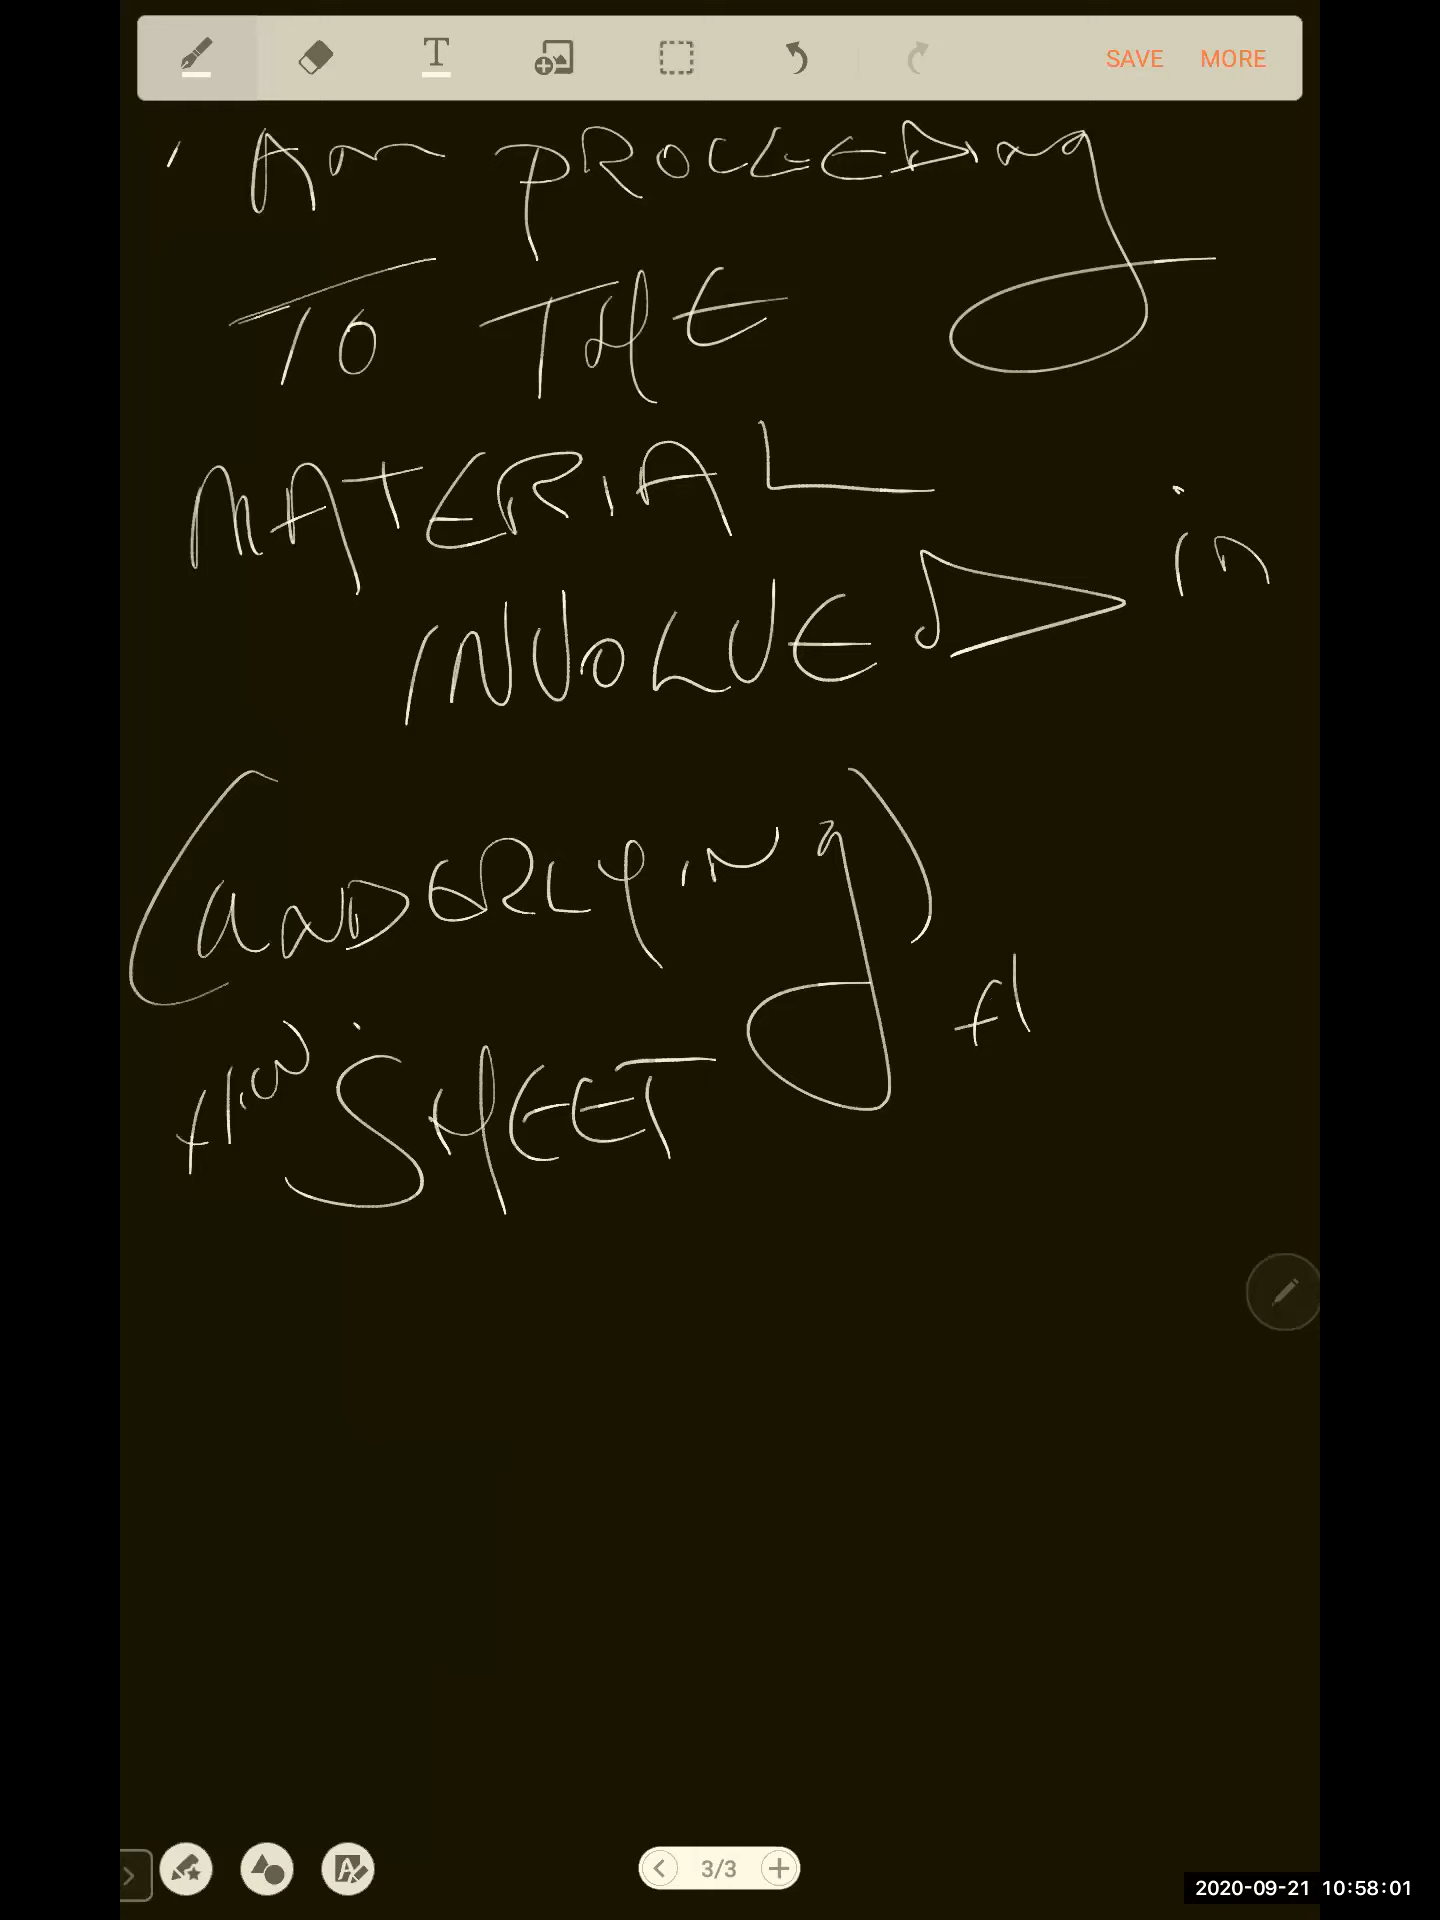 T SAVE MORE
' Am PROCEEDing
TO THE
MATERIAL
INVOLVED in
(UNDERLYING)
SHEET
3/3
2020-09-21 10:58:01